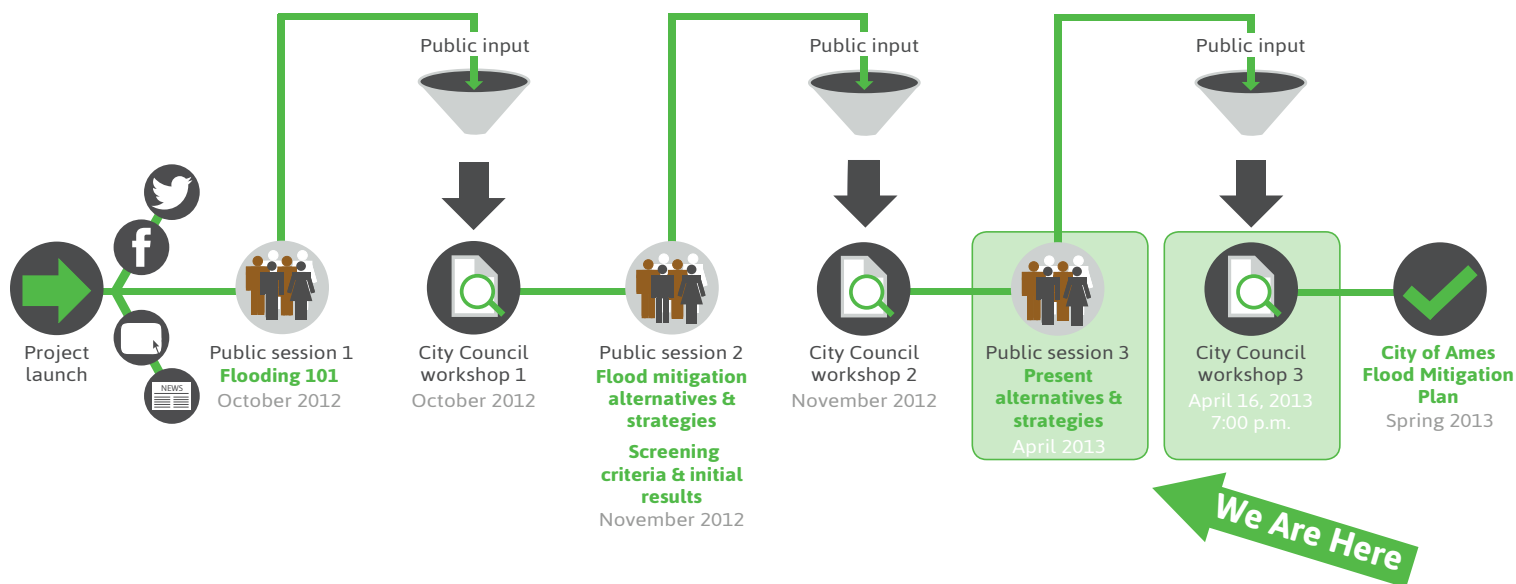 Public input
Public input
Public input
NEWS
Project
launch
Public session 1
Flooding 101
October 2012
City Council
workshop 1
October 2012
Public session 2
Flood mitigation
alternatives &
strategies
Screening
criteria & initial
results
November 2012
City Council
workshop 2
November 2012
Public session 3
Present
alternatives &
strategies
April 2013
City Council
workshop 3
April 16, 2013
7:00 p.m.
City of Ames
Flood Mitigation
Plan
Spring 2013
We Are Here